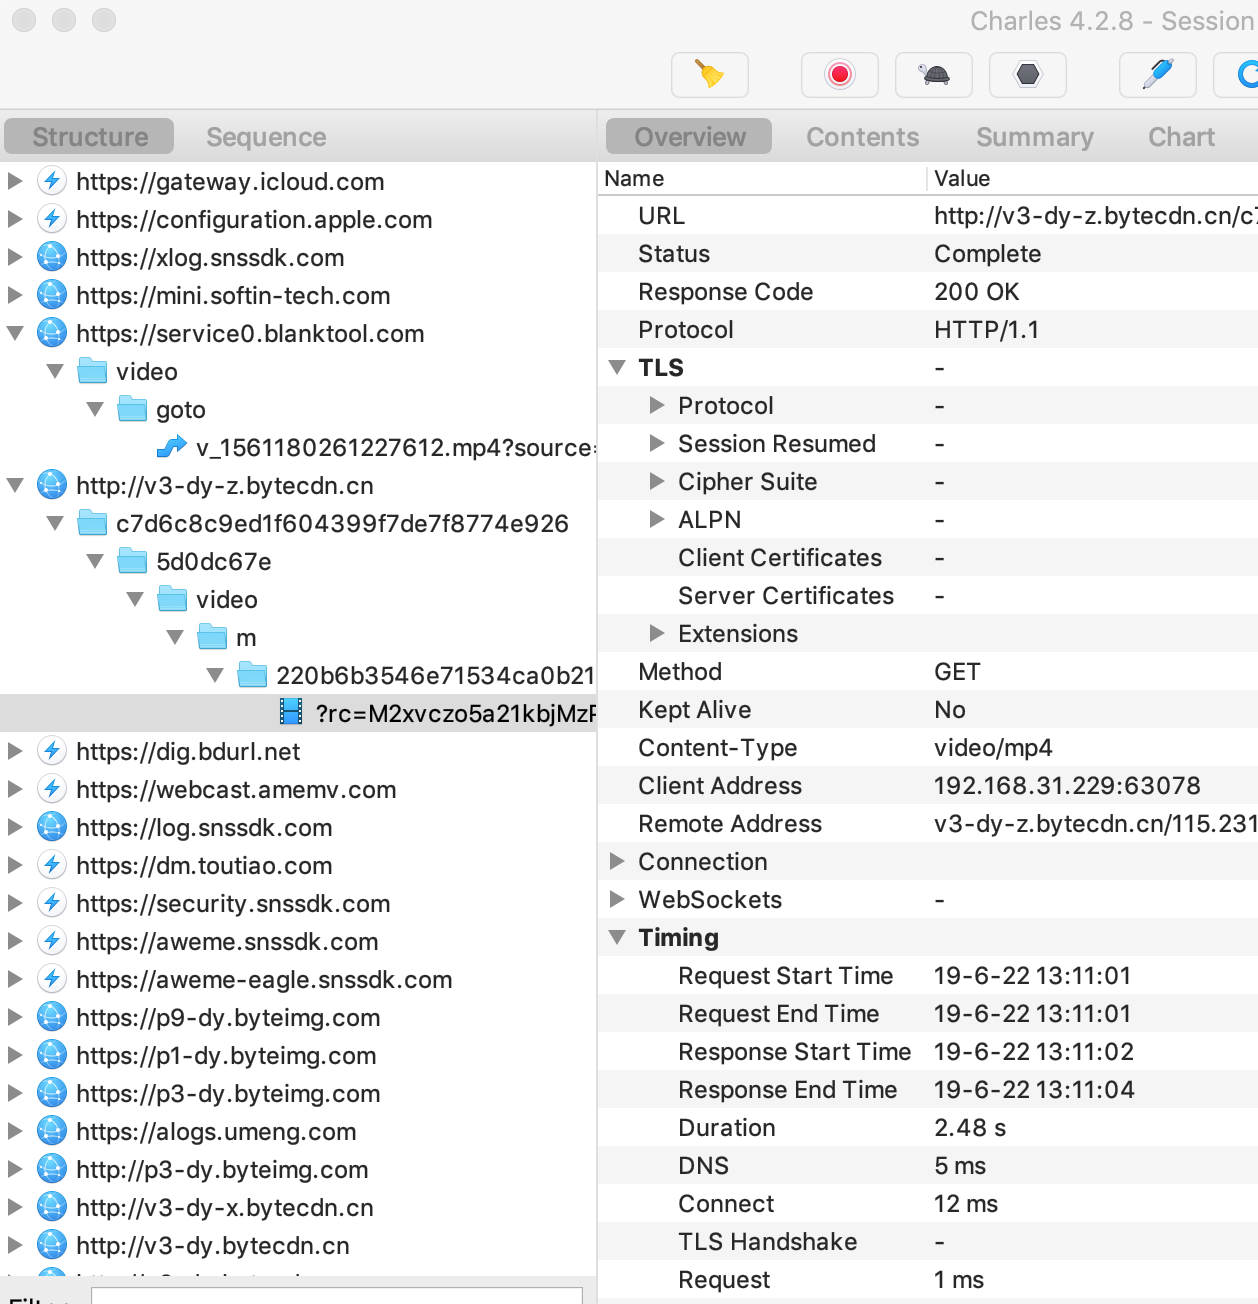 Charles 4.2.8 - Session
Structure
Sequence
Overview
Contents
Summary
Chart
https://gateway.icloud.com
https://configuration.apple.com
https://xlog.snssdk.com
https://mini.softin-tech.com
https://service0.blanktool.com
video
goto
v_1561180261227612.mp4?source=
http://v3-dy-z.bytecdn.cn
c7d6c8c9ed1f604399f7de7f8774e926
5d0dc67e
video
m
220b6b3546e71534ca0b21
?rc=M2xvczo5a21kbjMzF
https://dig.bdurl.net
https://webcast.amemv.com
https://log.snssdk.com
https://dm.toutiao.com
https://security.snssdk.com
https://aweme.snssdk.com
https://aweme-eagle.snssdk.com
https://p9-dy.byteimg.com
https://p1-dy.byteimg.com
https://p3-dy.byteimg.com
https://alogs.umeng.com
http://p3-dy.byteimg.com
http://v3-dy-x.bytecdn.cn
http://v3-dy.bytecdn.cn
Name Value
URL http://v3-dy-z.bytecdn.cn/c7
Status Complete
Response Code 200 OK
Protocol HTTP/1.1
TLS -
Protocol -
Session Resumed -
Cipher Suite -
ALPN -
Client Certificates -
Server Certificates -
Extensions
Method GET
Kept Alive No
Content-Type video/mp4
Client Address 192.168.31.229:63078
Remote Address v3-dy-z.bytecdn.cn/115.231
Connection
WebSockets -
Timing
Request Start Time 19-6-22 13:11:01
Request End Time 19-6-22 13:11:01
Response Start Time 19-6-22 13:11:02
Response End Time 19-6-22 13:11:04
Duration 2.48 s
DNS 5 ms
Connect 12 ms
TLS Handshake -
Request 1 ms